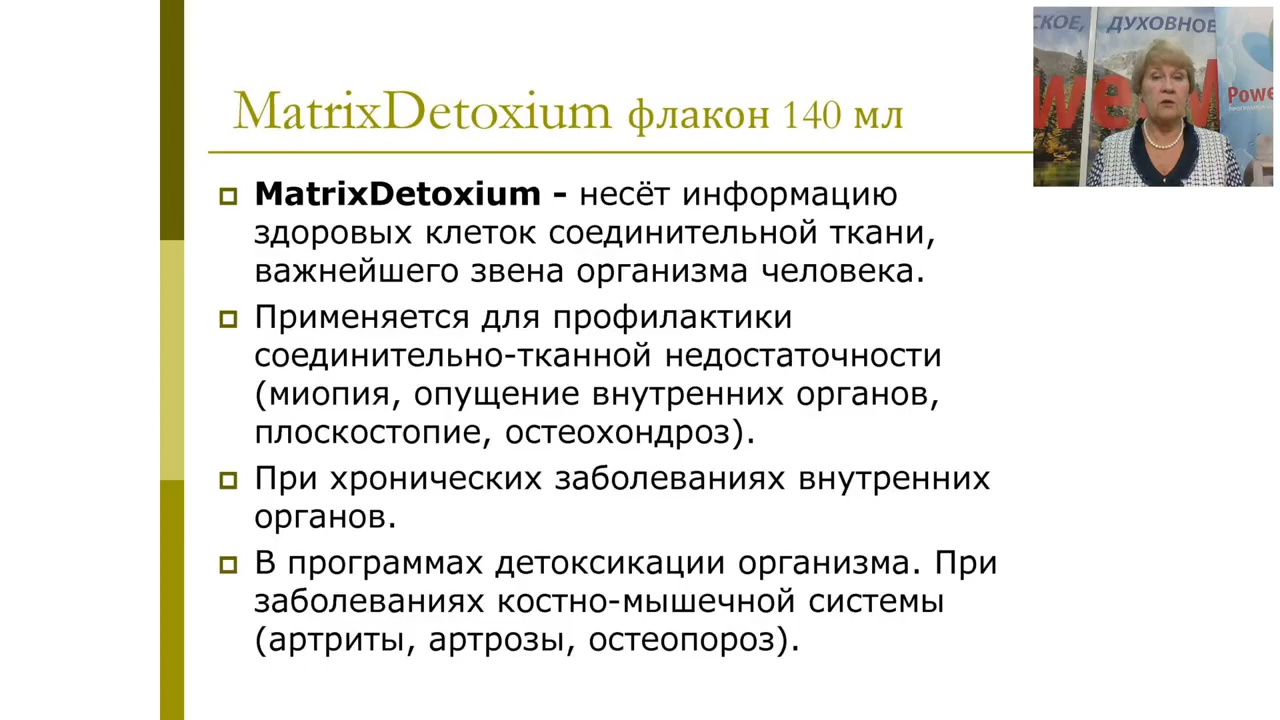 СКОЕ, ДУХОВНОЕ
weM
Powe
MatrixDetoxium флакон 140 мл
MatrixDetoxium - несёт информацию
здоровых клеток соединительной ткани,
важнейшего звена организма человека.
Применяется для профилактики
соединительно-тканной недостаточности
(миопия, опущение внутренних органов,
плоскостопие, остеохондроз).
При хронических заболеваниях внутренних
органов.
В программах детоксикации организма. При
заболеваниях костно-мышечной системы
(артриты, артрозы, остеопороз).